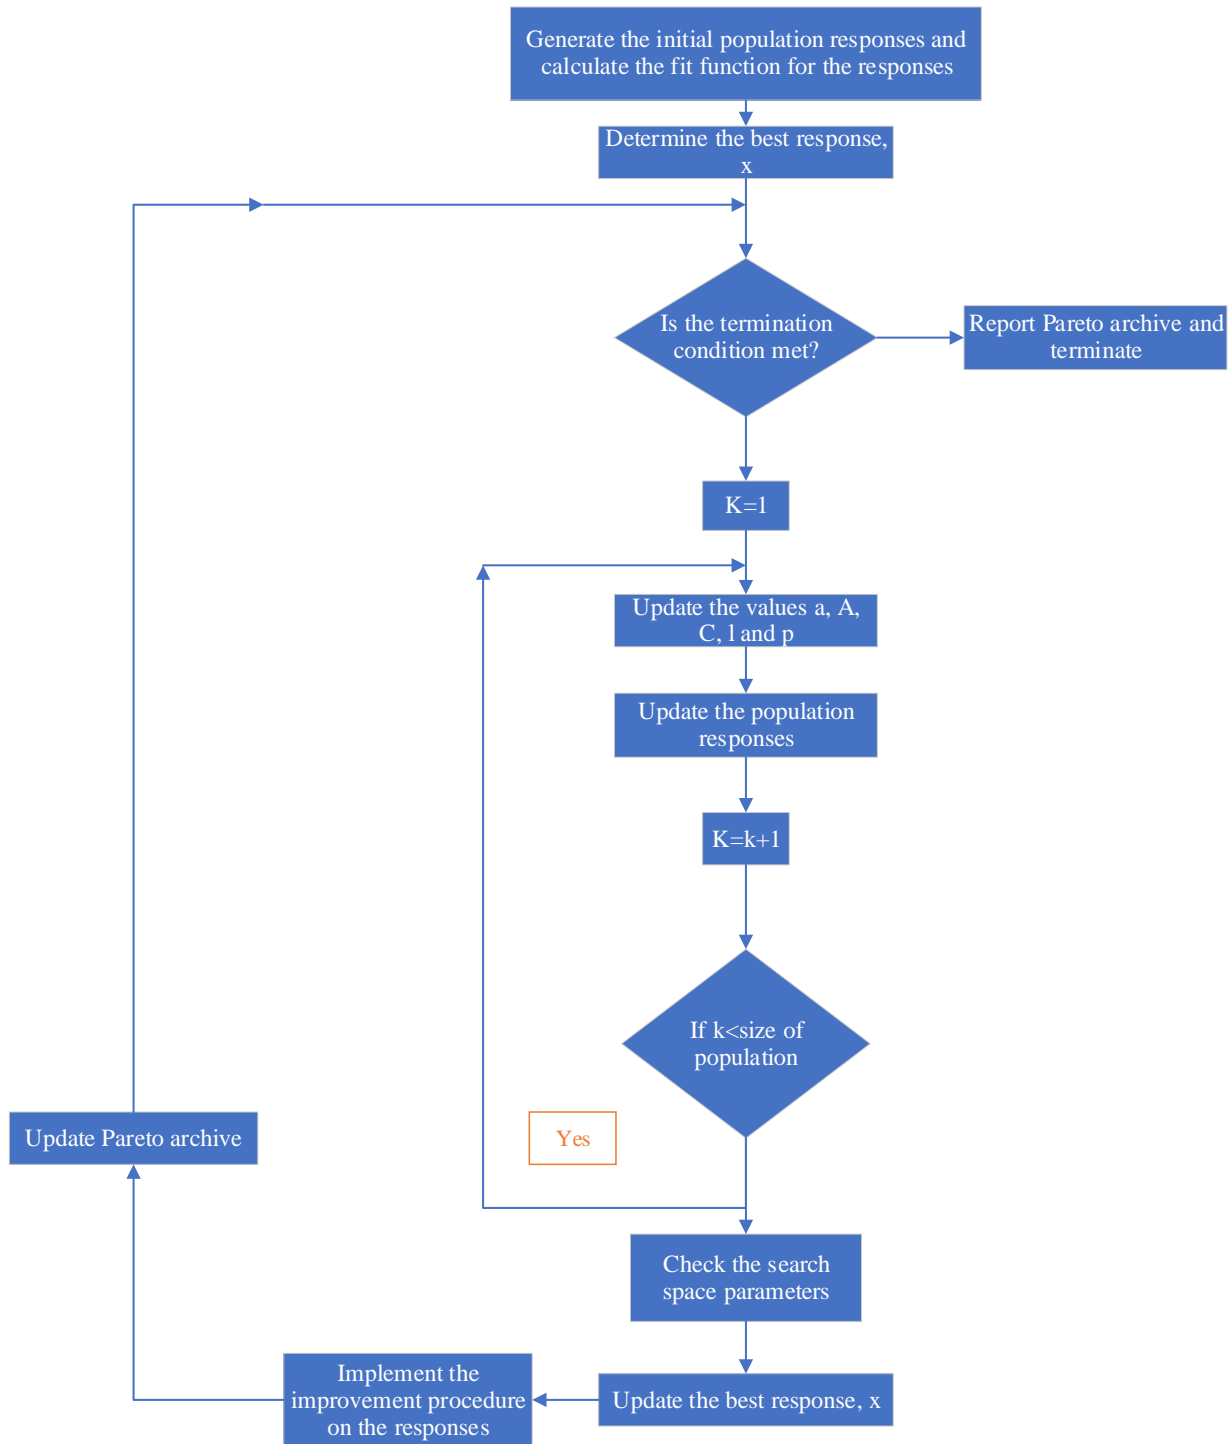 Generate the initial population responses and
calculate the fit function for the responses
Determine the best response,
x
Is the termination
condition met?
Report Pareto archive and
terminate
K=1
Update the values a, A,
C, l and p
Update the population
responses
K=k+1
If k<size of
population
Yes
Update Pareto archive
Check the search
space parameters
Implement the
improvement procedure
on the responses
Update the best response, x